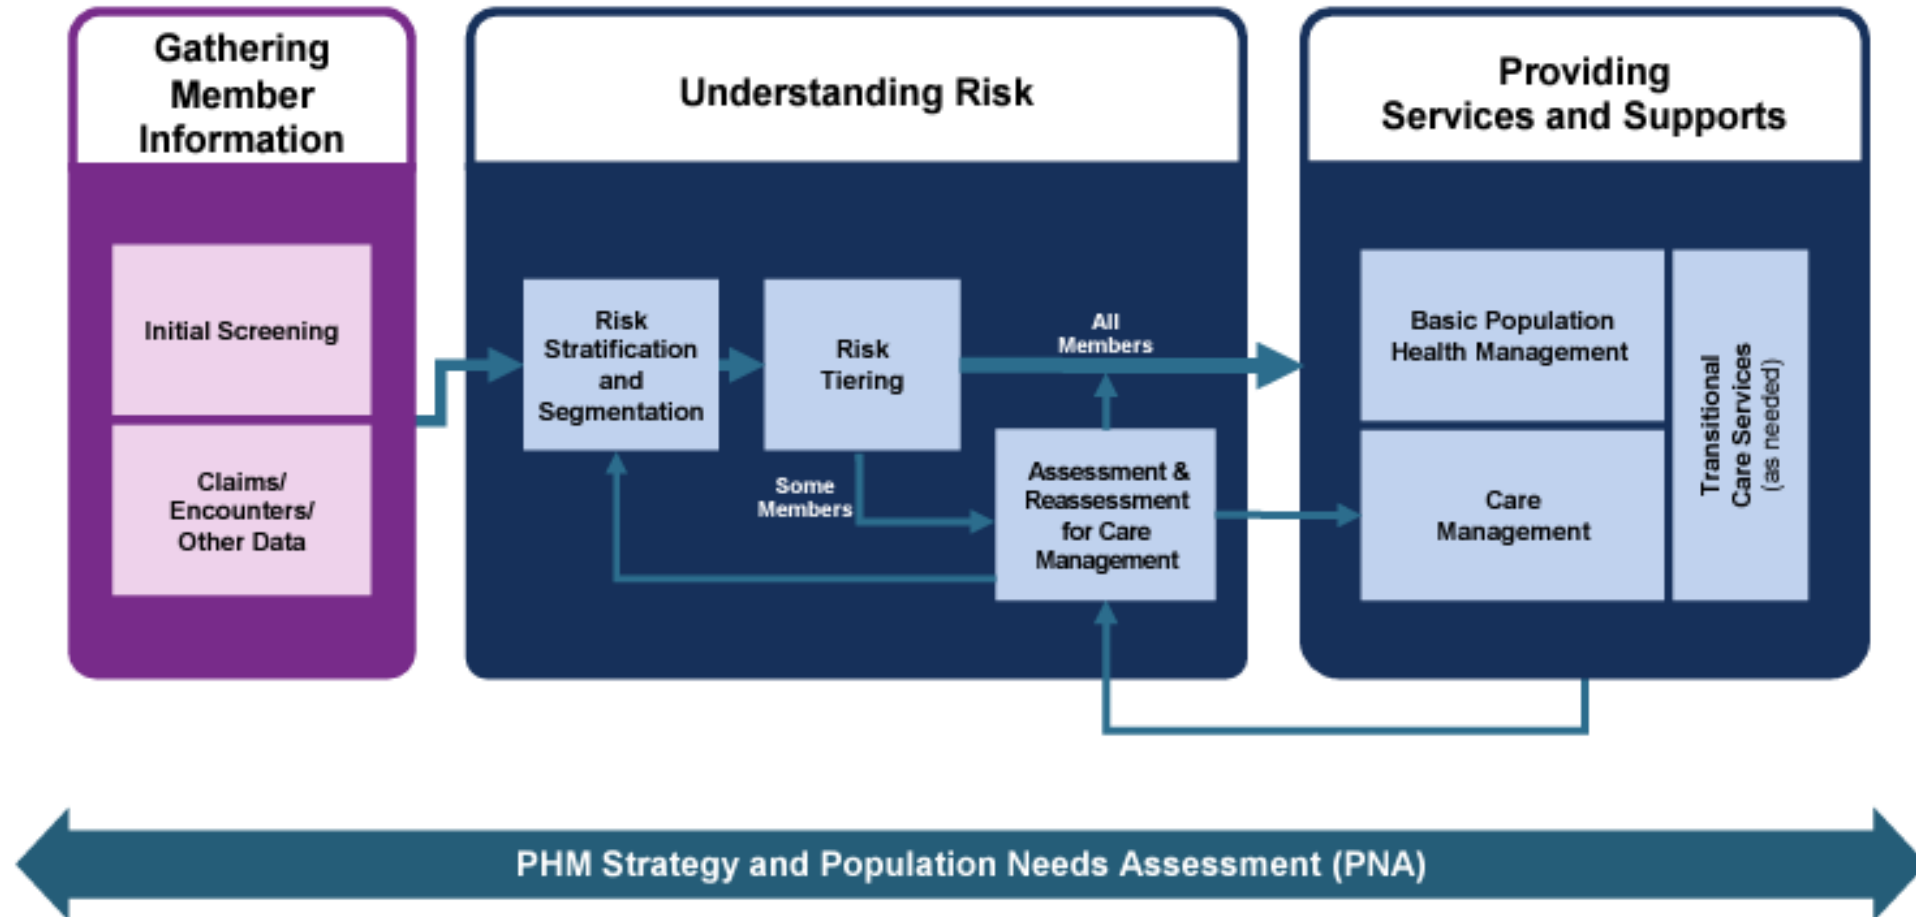 Gathering
Member
Information
Understanding Risk
Providing
Services and Supports
Initial Screening
Claims/
Encounters/
Other Data
Risk
Stratification
and
Segmentation
Risk
Tiering
All
Members
Some
Members
Assessment &
Reassessment
for Care
Management
Basic Population
Health Management
Care
Management
Transitional
Care Services
(as needed)
PHM Strategy and Population Needs Assessment (PNA)